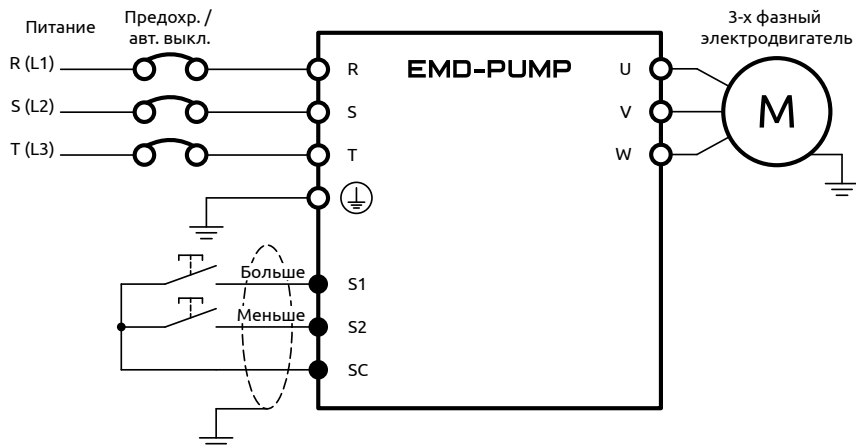 Питание
Предохр. /
авт. выкл.
3-х фазный
электродвигатель
R (L1)
R
EMD-PUMP
U
S (L2)
S
V
M
T (L3)
T
W
Больше
S1
Меньше
S2
SC